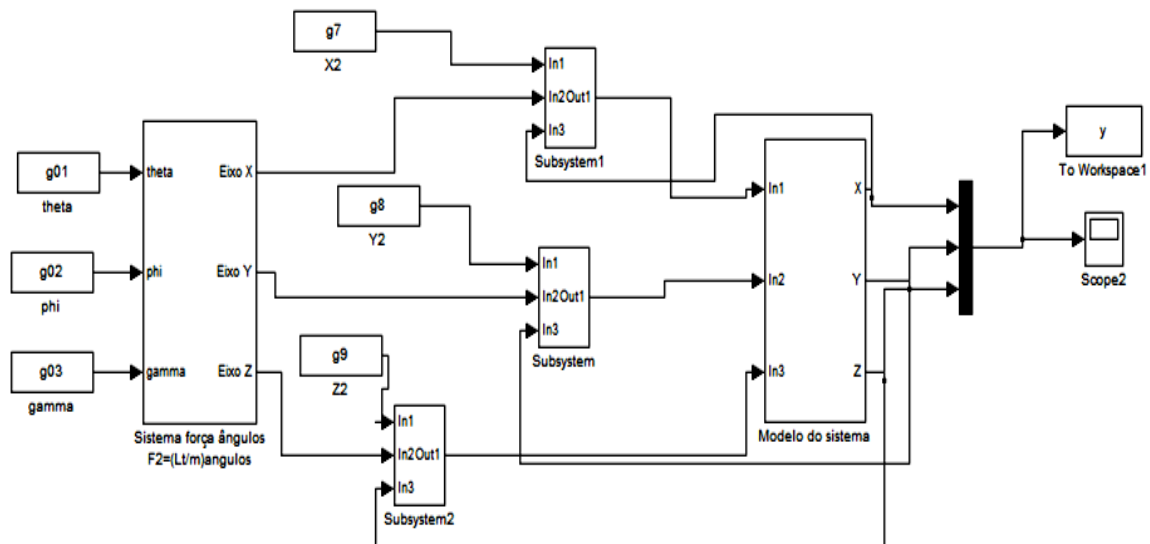 g7
X2
In1
In2Out1
In3
Subsystem1
g01
theta
g02
phi
g03
gamma
theta
phi
gamma
Eixo X
Eixo Y
Eixo Z
Sistema força ângulos
F2=(Lt/m)angulos
g8
Y2
In1
In2Out1
In3
Subsystem
g9
Z2
In1
In2Out1
In3
Subsystem2
In1
In2
In3
X
Y
Z
Modelo do sistema
y
To Workspace1
Scope2